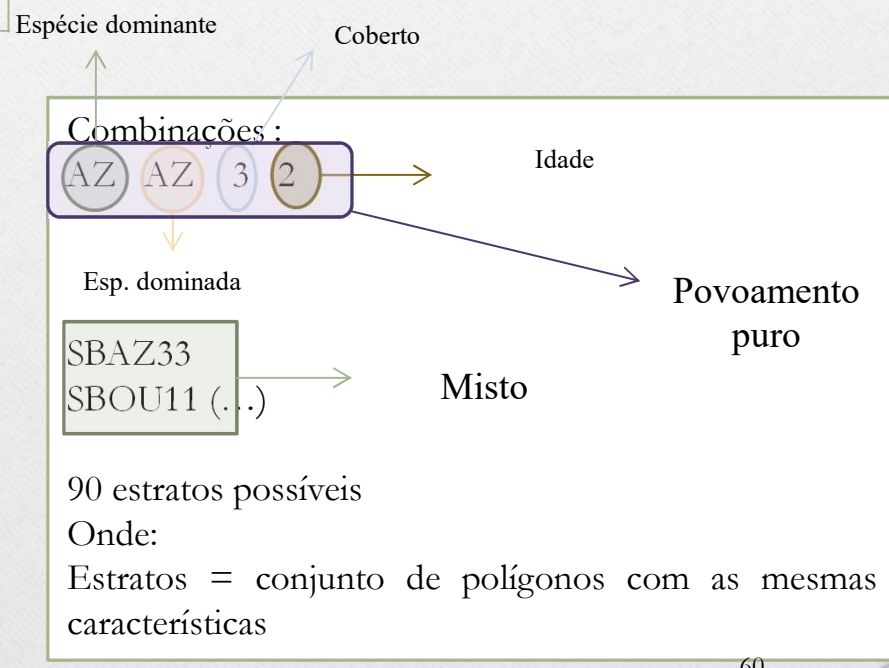 Espécie dominante
Coberto
Combinações :
AZ AZ 3 2
Idade
Esp. dominada
Povoamento
puro
SBAZ33
SBOU11 (…)
Misto
90 estratos possíveis
Onde:
Estratos = conjunto de polígonos com as mesmas
características
60